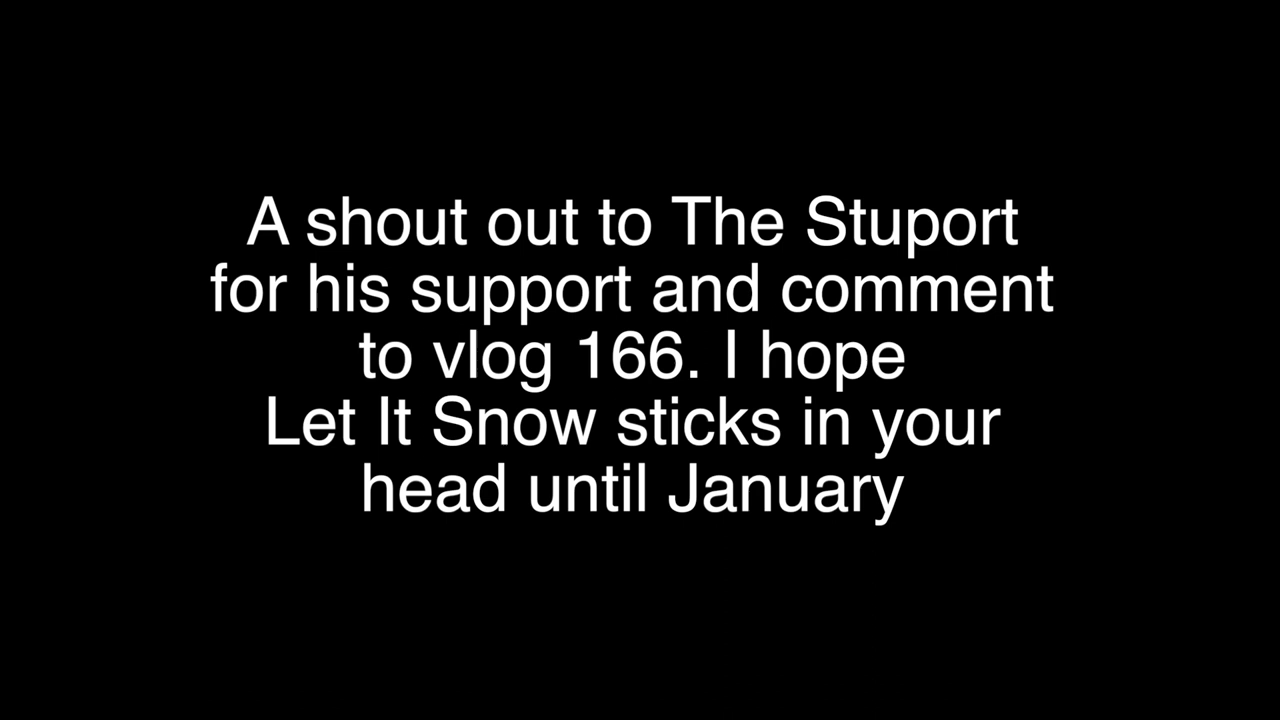 A shout out to The Stuport
for his support and comment
to vlog 166. I hope
Let It Snow sticks in your
head until January